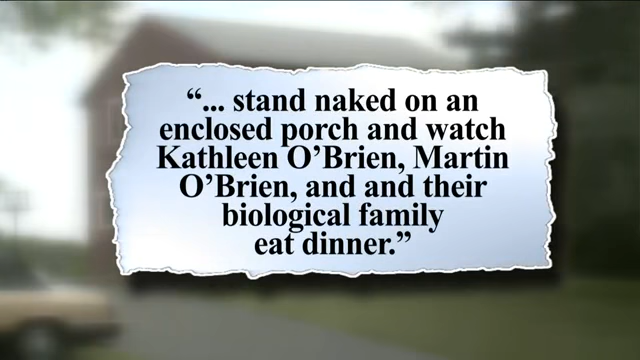 “... stand naked on an
enclosed porch and watch
Kathleen O’Brien, Martin
O’Brien, and and their
biological family
eat dinner.”